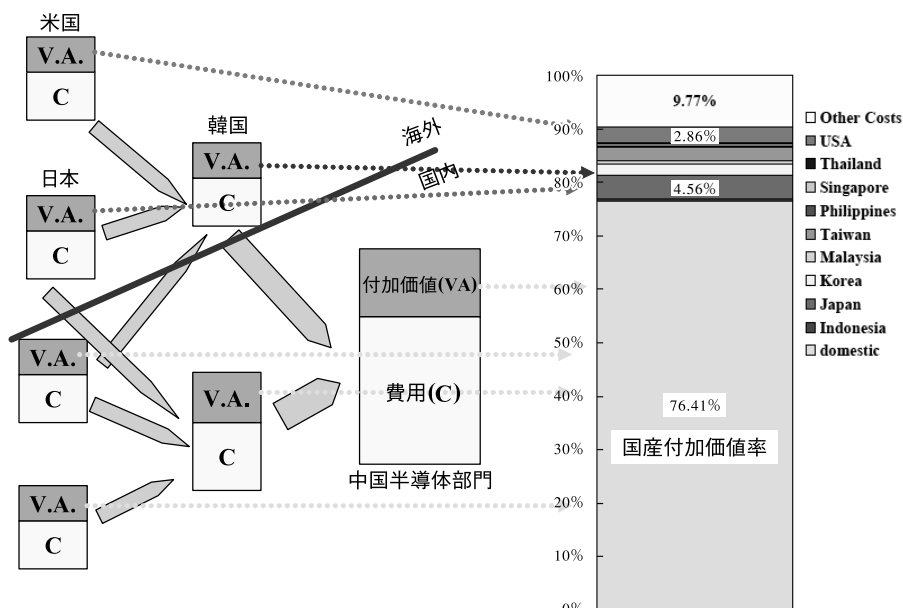 米国
V.A.
C
韓国
V.A.
C
海外
国内
日本
V.A.
C
V.A.
C
V.A.
C
V.A.
C
付加価値(VA)
費用(C)
中国半導体部門
100%
90%
80%
70%
60%
50%
40%
30%
20%
10%
0%
9.77%
2.86%
4.56%
76.41%
国産付加価値率
Other Costs
USA
Thailand
Singapore
Philippines
Taiwan
Malaysia
Korea
Japan
Indonesia
domestic